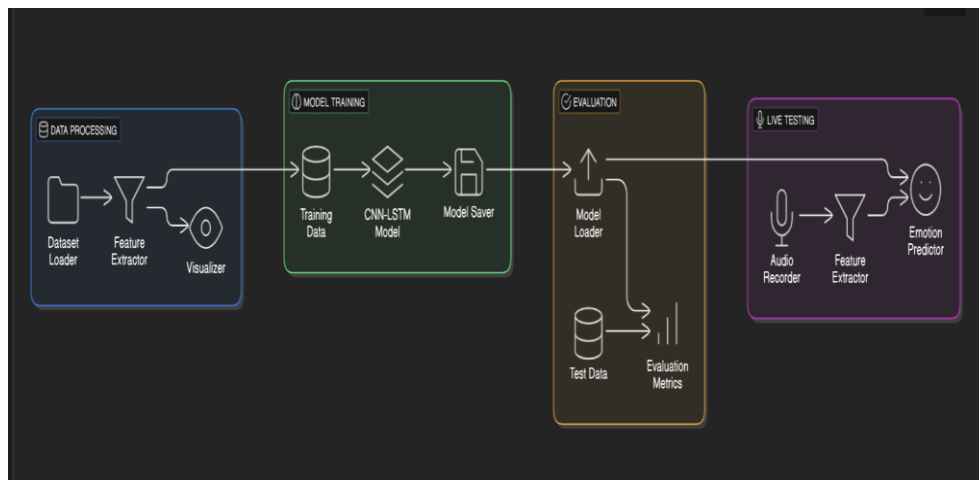 DATA PROCESSING
Dataset
Loader
Feature
Extractor
Visualizer
MODEL TRAINING
Training
Data
CNN-LSTM
Model
Model Saver
EVALUATION
Model
Loader
Test Data
Evaluation
Metrics
LIVE TESTING
Audio
Recorder
Feature
Extractor
Emotion
Predictor